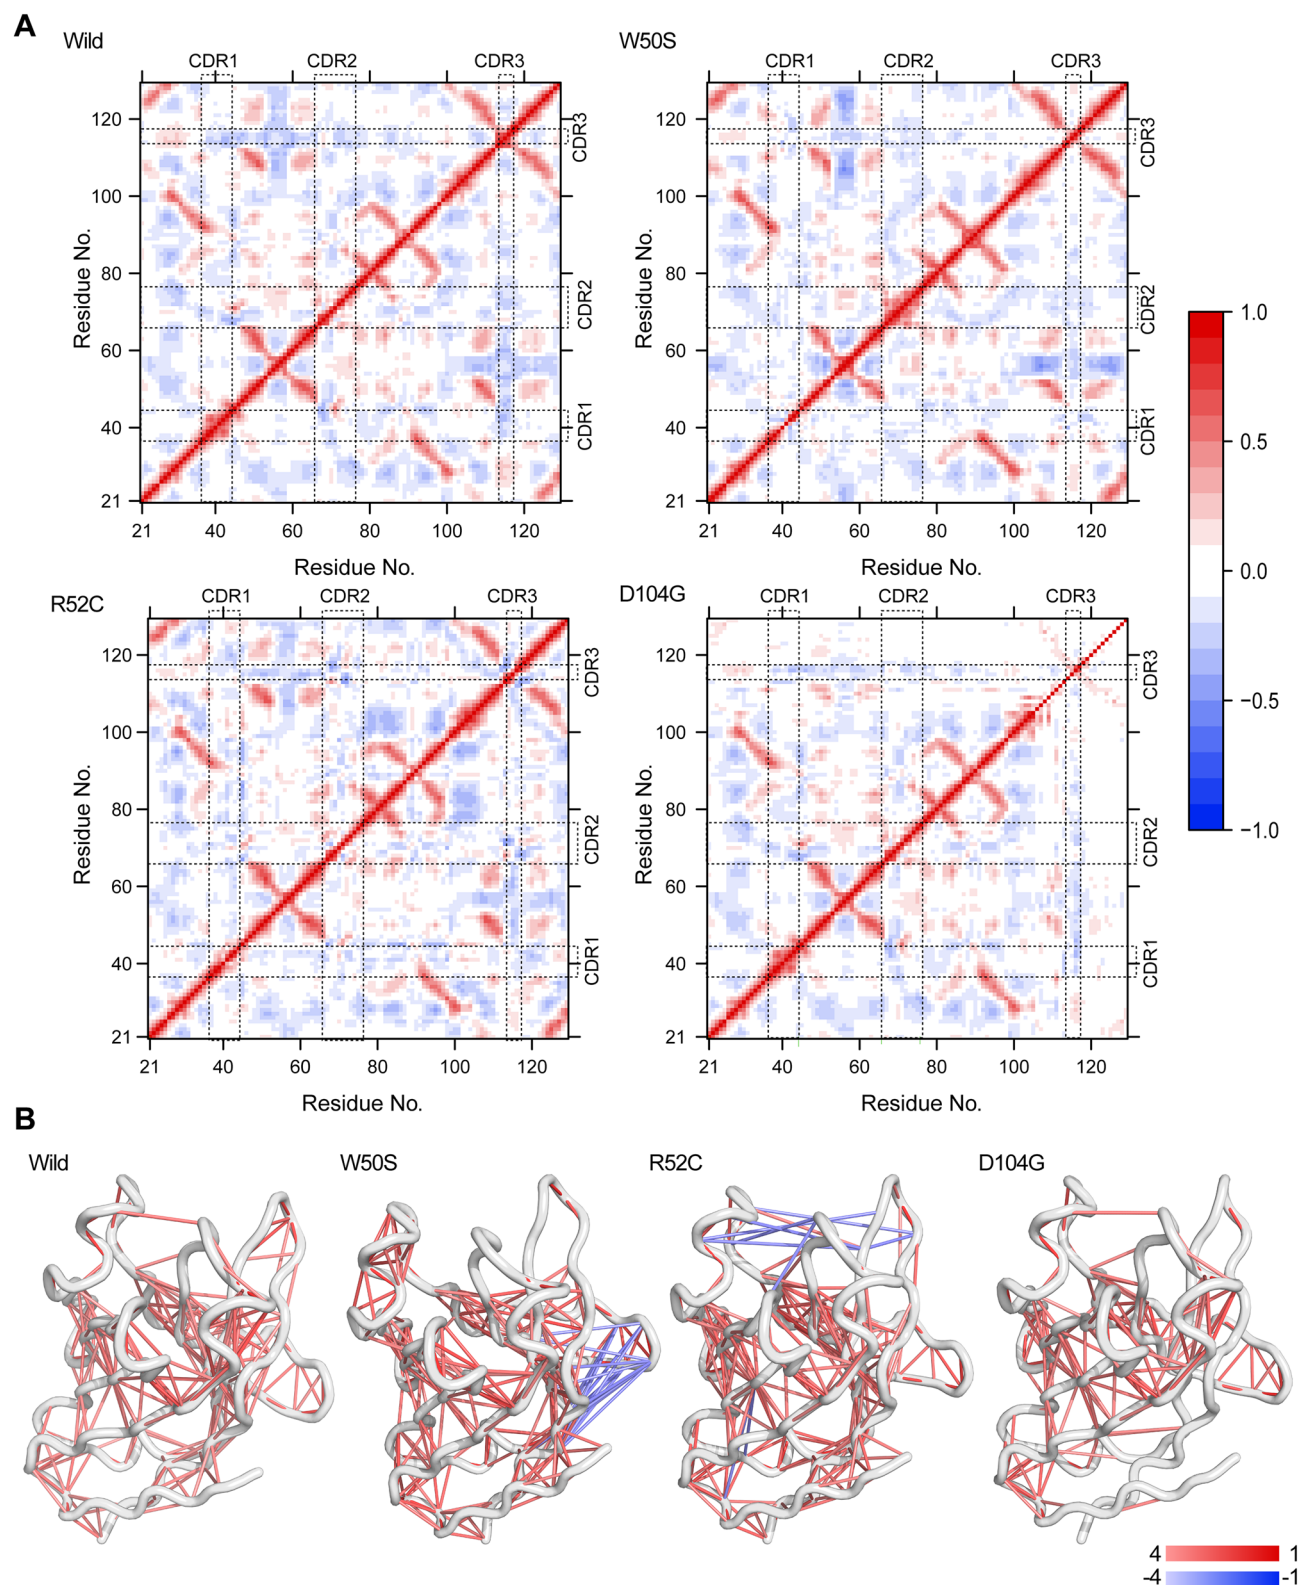 A
Wild
W50S
CDR1 CDR2 CDR3
CDR1 CDR2 CDR3
120
100
80
60
40
21
Residue No.
CDR3
CDR2
CDR1
21 40 60 80 100 120
Residue No.
120
100
80
60
40
21
Residue No.
CDR3
CDR2
CDR1
21 40 60 80 100 120
Residue No.
1.0
0.5
0.0
−0.5
−1.0
R52C
D104G
CDR1 CDR2 CDR3
CDR1 CDR2 CDR3
120
100
80
60
40
21
Residue No.
CDR3
CDR2
CDR1
21 40 60 80 100 120
Residue No.
120
100
80
60
40
21
Residue No.
CDR3
CDR2
CDR1
21 40 60 80 100 120
Residue No.
B
Wild
W50S
R52C
D104G
4 1
-4 -1